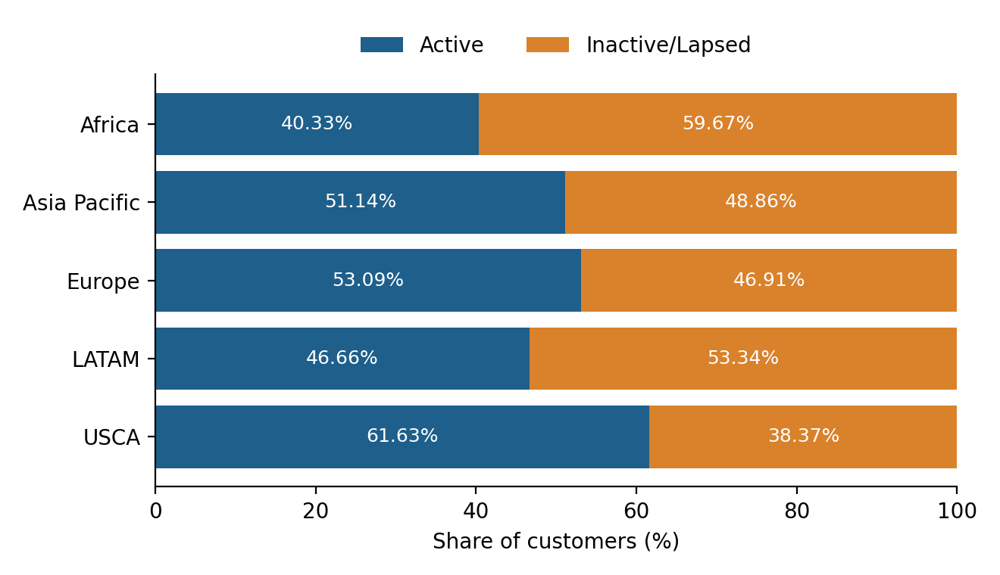 Active Inactive/Lapsed
Africa 40.33% 59.67%
Asia Pacific 51.14% 48.86%
Europe 53.09% 46.91%
LATAM 46.66% 53.34%
USCA 61.63% 38.37%
0 20 40 60 80 100
Share of customers (%)